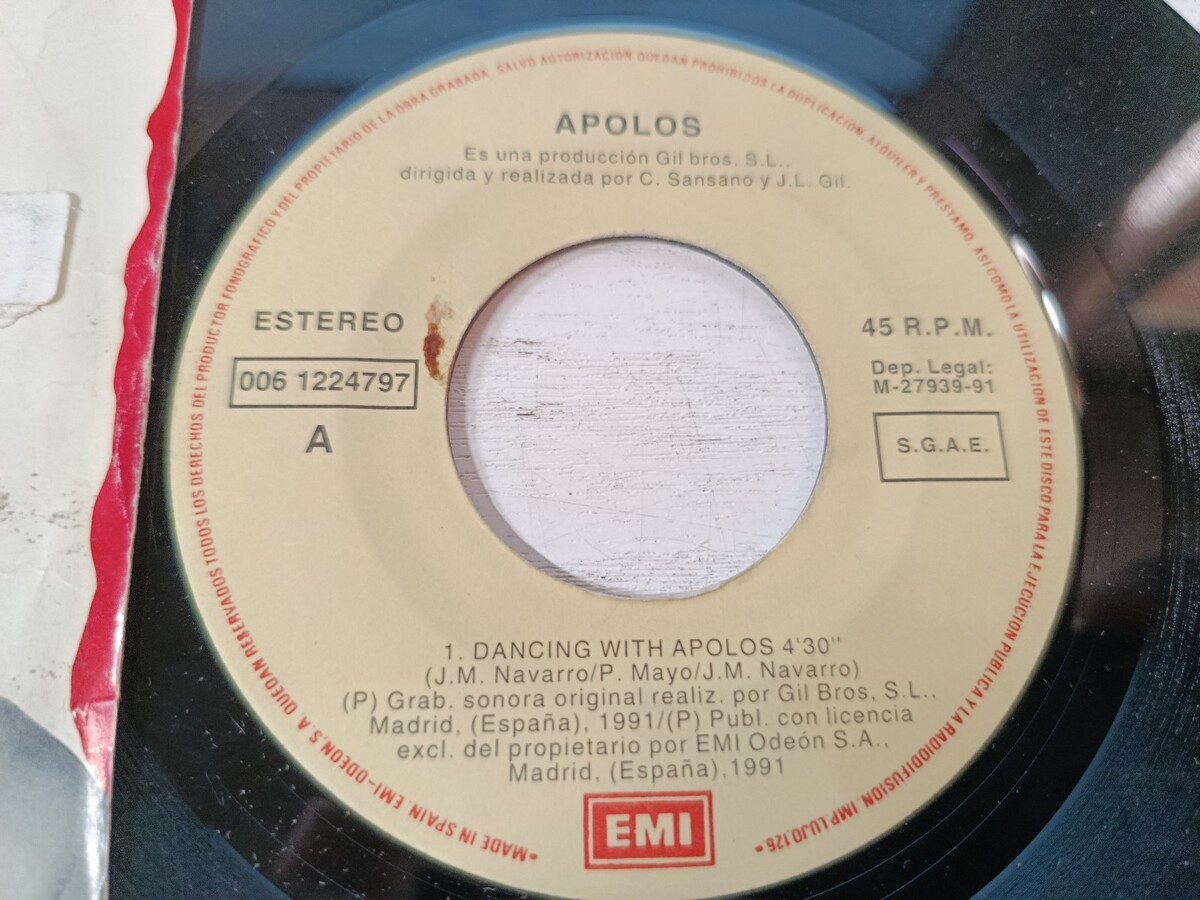 APOLOS
Es una producción Gil bros. S.L.,
dirigida y realizada por C. Sansano y J.L. Gil.
ESTEREO
006 1224797
A
45 R.P.M.
Dep. Legal:
M-27939-91
S.G.A.E.
1. DANCING WITH APOLOS 4'30"
(J.M. Navarro/P. Mayo/J.M. Navarro)
(P) Grab. sonora original realiz. por Gil Bros, S.L.,
Madrid, (España), 1991/(P) Publ. con licencia
excl. del propietario por EMI Odeón S.A.,
Madrid, (España),1991
EMI
•MADE IN SPAIN. EMI-ODEON, S.A. QUEDAN RESERVADOS TODOS LOS DERECHOS DEL PRODUCTOR FONOGRAFICO Y DEL PROPIETARIO DE LA OBRA GRABADA. SALVO AUTORIZACION QUEDAN PROHIBIDOS LA DUPLICACION, ALQUILER Y PRESTAMO, ASI COMO LA UTILIZACION DE ESTE DISCO PARA LA EJECUCION PUBLICA Y LA RADIODIFUSION. IMP LUJO,126•